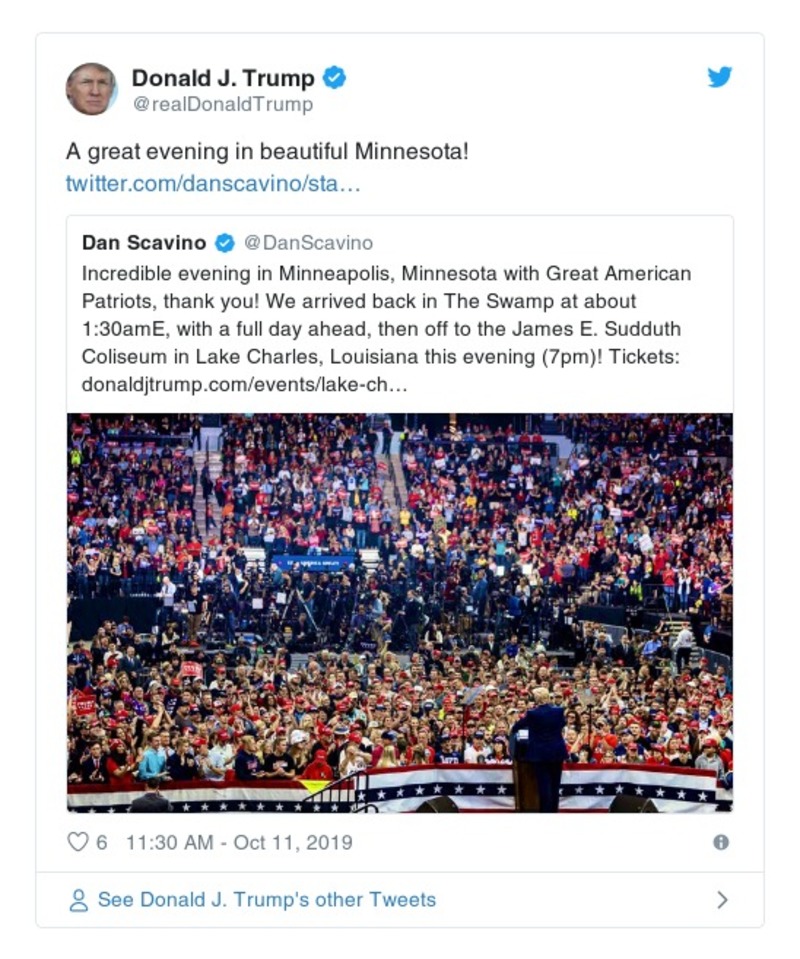 Donald J. Trump
@realDonaldTrump
A great evening in beautiful Minnesota!
twitter.com/danscavino/sta…
Dan Scavino @DanScavino
Incredible evening in Minneapolis, Minnesota with Great American
Patriots, thank you! We arrived back in The Swamp at about
1:30amE, with a full day ahead, then off to the James E. Sudduth
Coliseum in Lake Charles, Louisiana this evening (7pm)! Tickets:
donaldjtrump.com/events/lake-ch…
6 11:30 AM - Oct 11, 2019
See Donald J. Trump's other Tweets